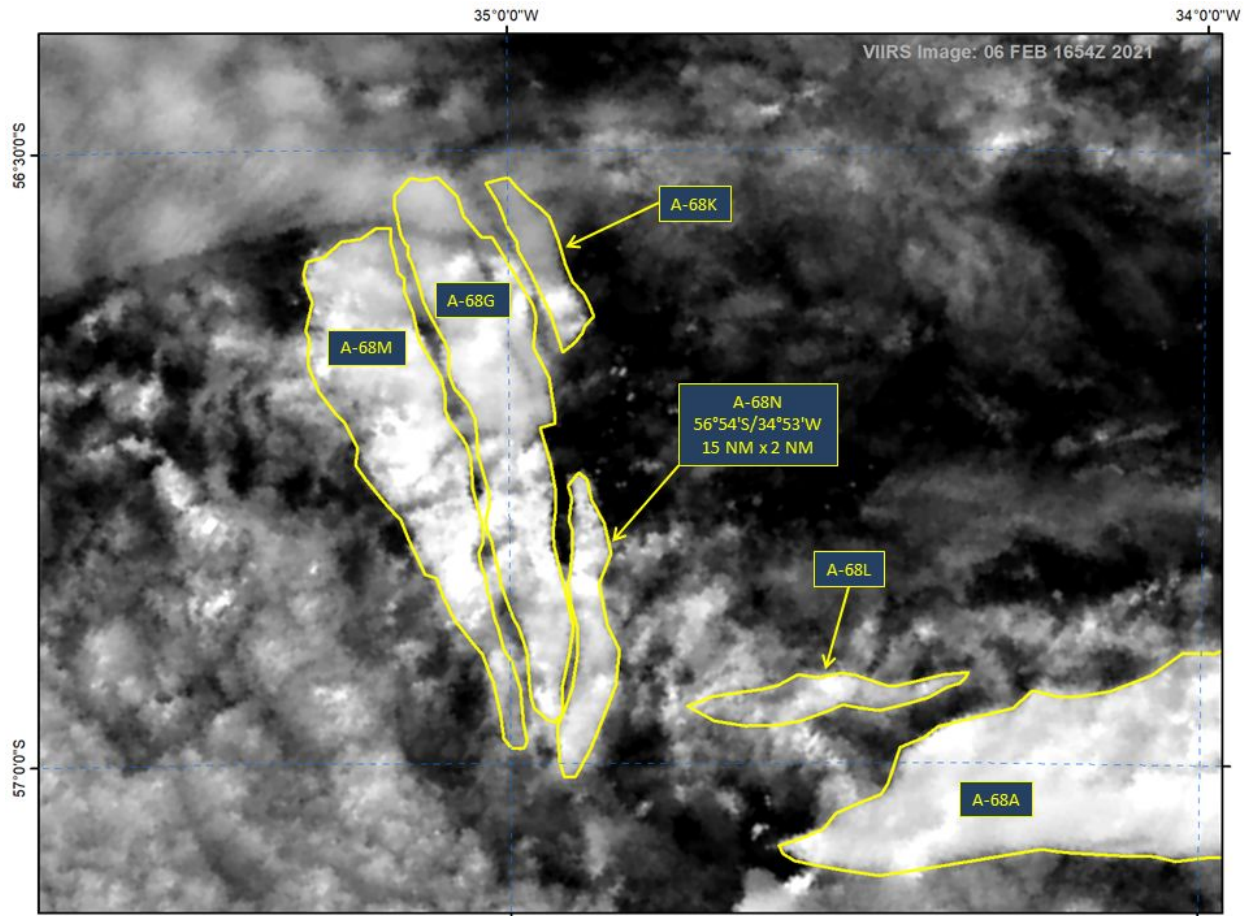 35°0'0"W
34°0'0"W
VIIRS Image: 06 FEB 1654Z 2021
56°30'0"S
A-68K
A-68G
A-68M
A-68N
56°54'S/34°53'W
15 NM x 2 NM
A-68L
57°0'0"S
A-68A